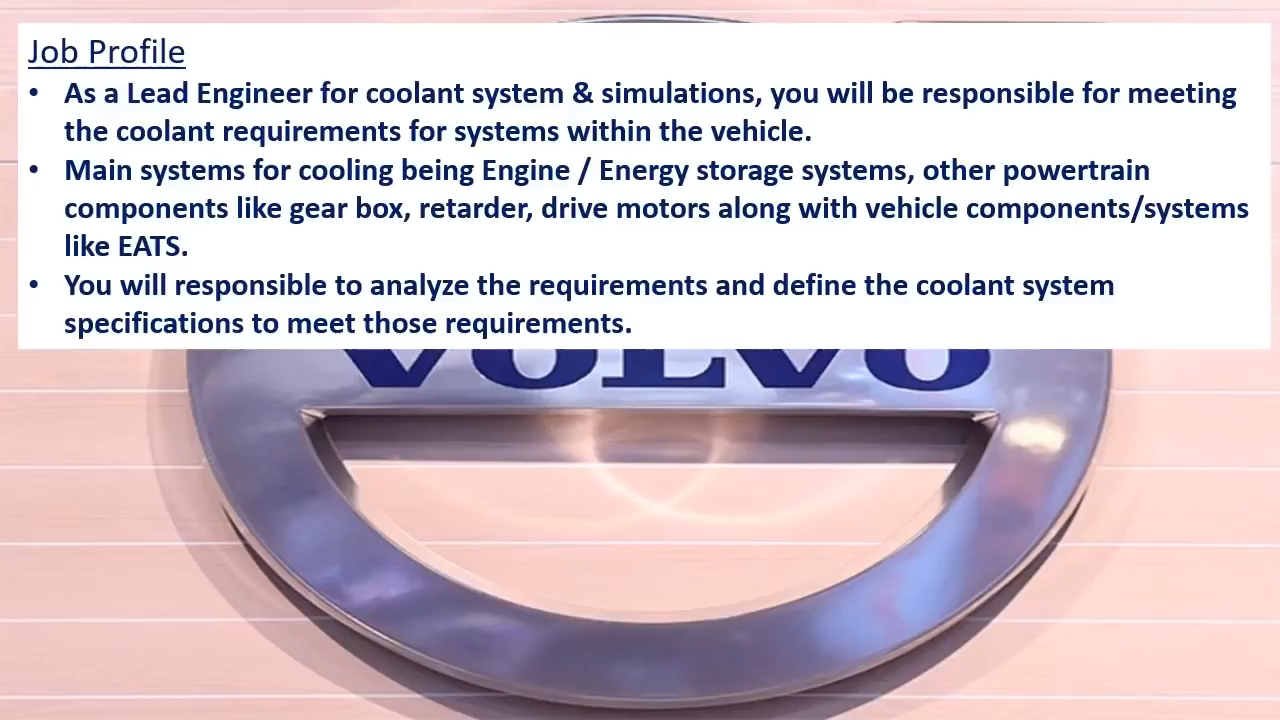 Job Profile
• As a Lead Engineer for coolant system & simulations, you will be responsible for meeting
the coolant requirements for systems within the vehicle.
• Main systems for cooling being Engine / Energy storage systems, other powertrain
components like gear box, retarder, drive motors along with vehicle components/systems
like EATS.
• You will responsible to analyze the requirements and define the coolant system
specifications to meet those requirements.
VOLVO